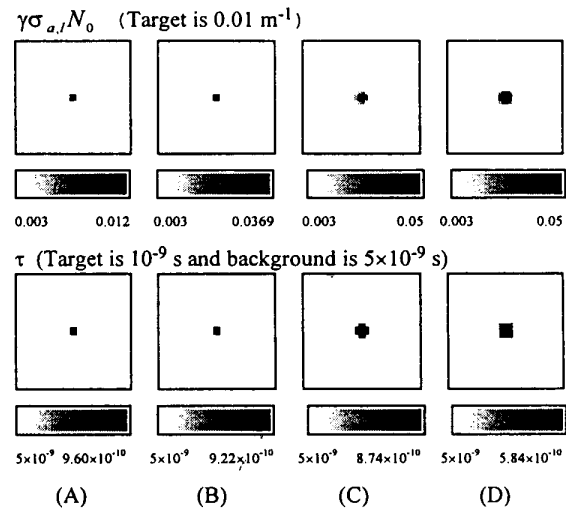 γσ_{a,l}N_0 (Target is 0.01 m⁻¹)
0.003 0.012 0.003 0.0369 0.003 0.05 0.003 0.05
τ (Target is 10⁻⁹ s and background is 5×10⁻⁹ s)
5×10⁻⁹ 9.60×10⁻¹⁰ 5×10⁻⁹ 9.22×10⁻¹⁰ 5×10⁻⁹ 8.74×10⁻¹⁰ 5×10⁻⁹ 5.84×10⁻¹⁰
(A) (B) (C) (D)